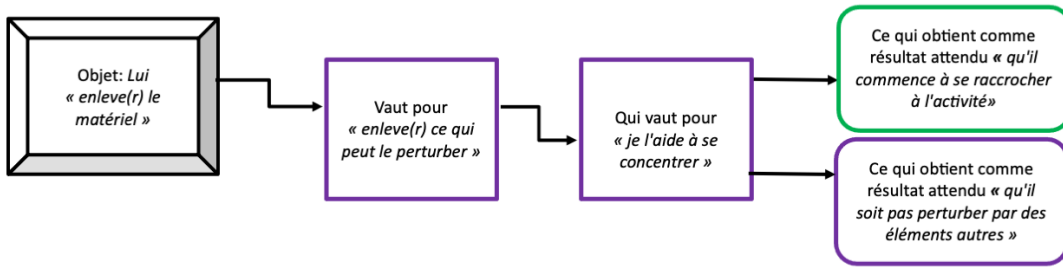 Objet: Lui
« enleve(r) le
matériel »
Vaut pour
« enleve(r) ce qui
peut le perturber »
Qui vaut pour
« je l'aide à se
concentrer »
Ce qui obtient comme
résultat attendu « qu'il
commence à se raccrocher
à l'activité»
Ce qui obtient comme
résultat attendu « qu'il
soit pas perturber par des
éléments autres »